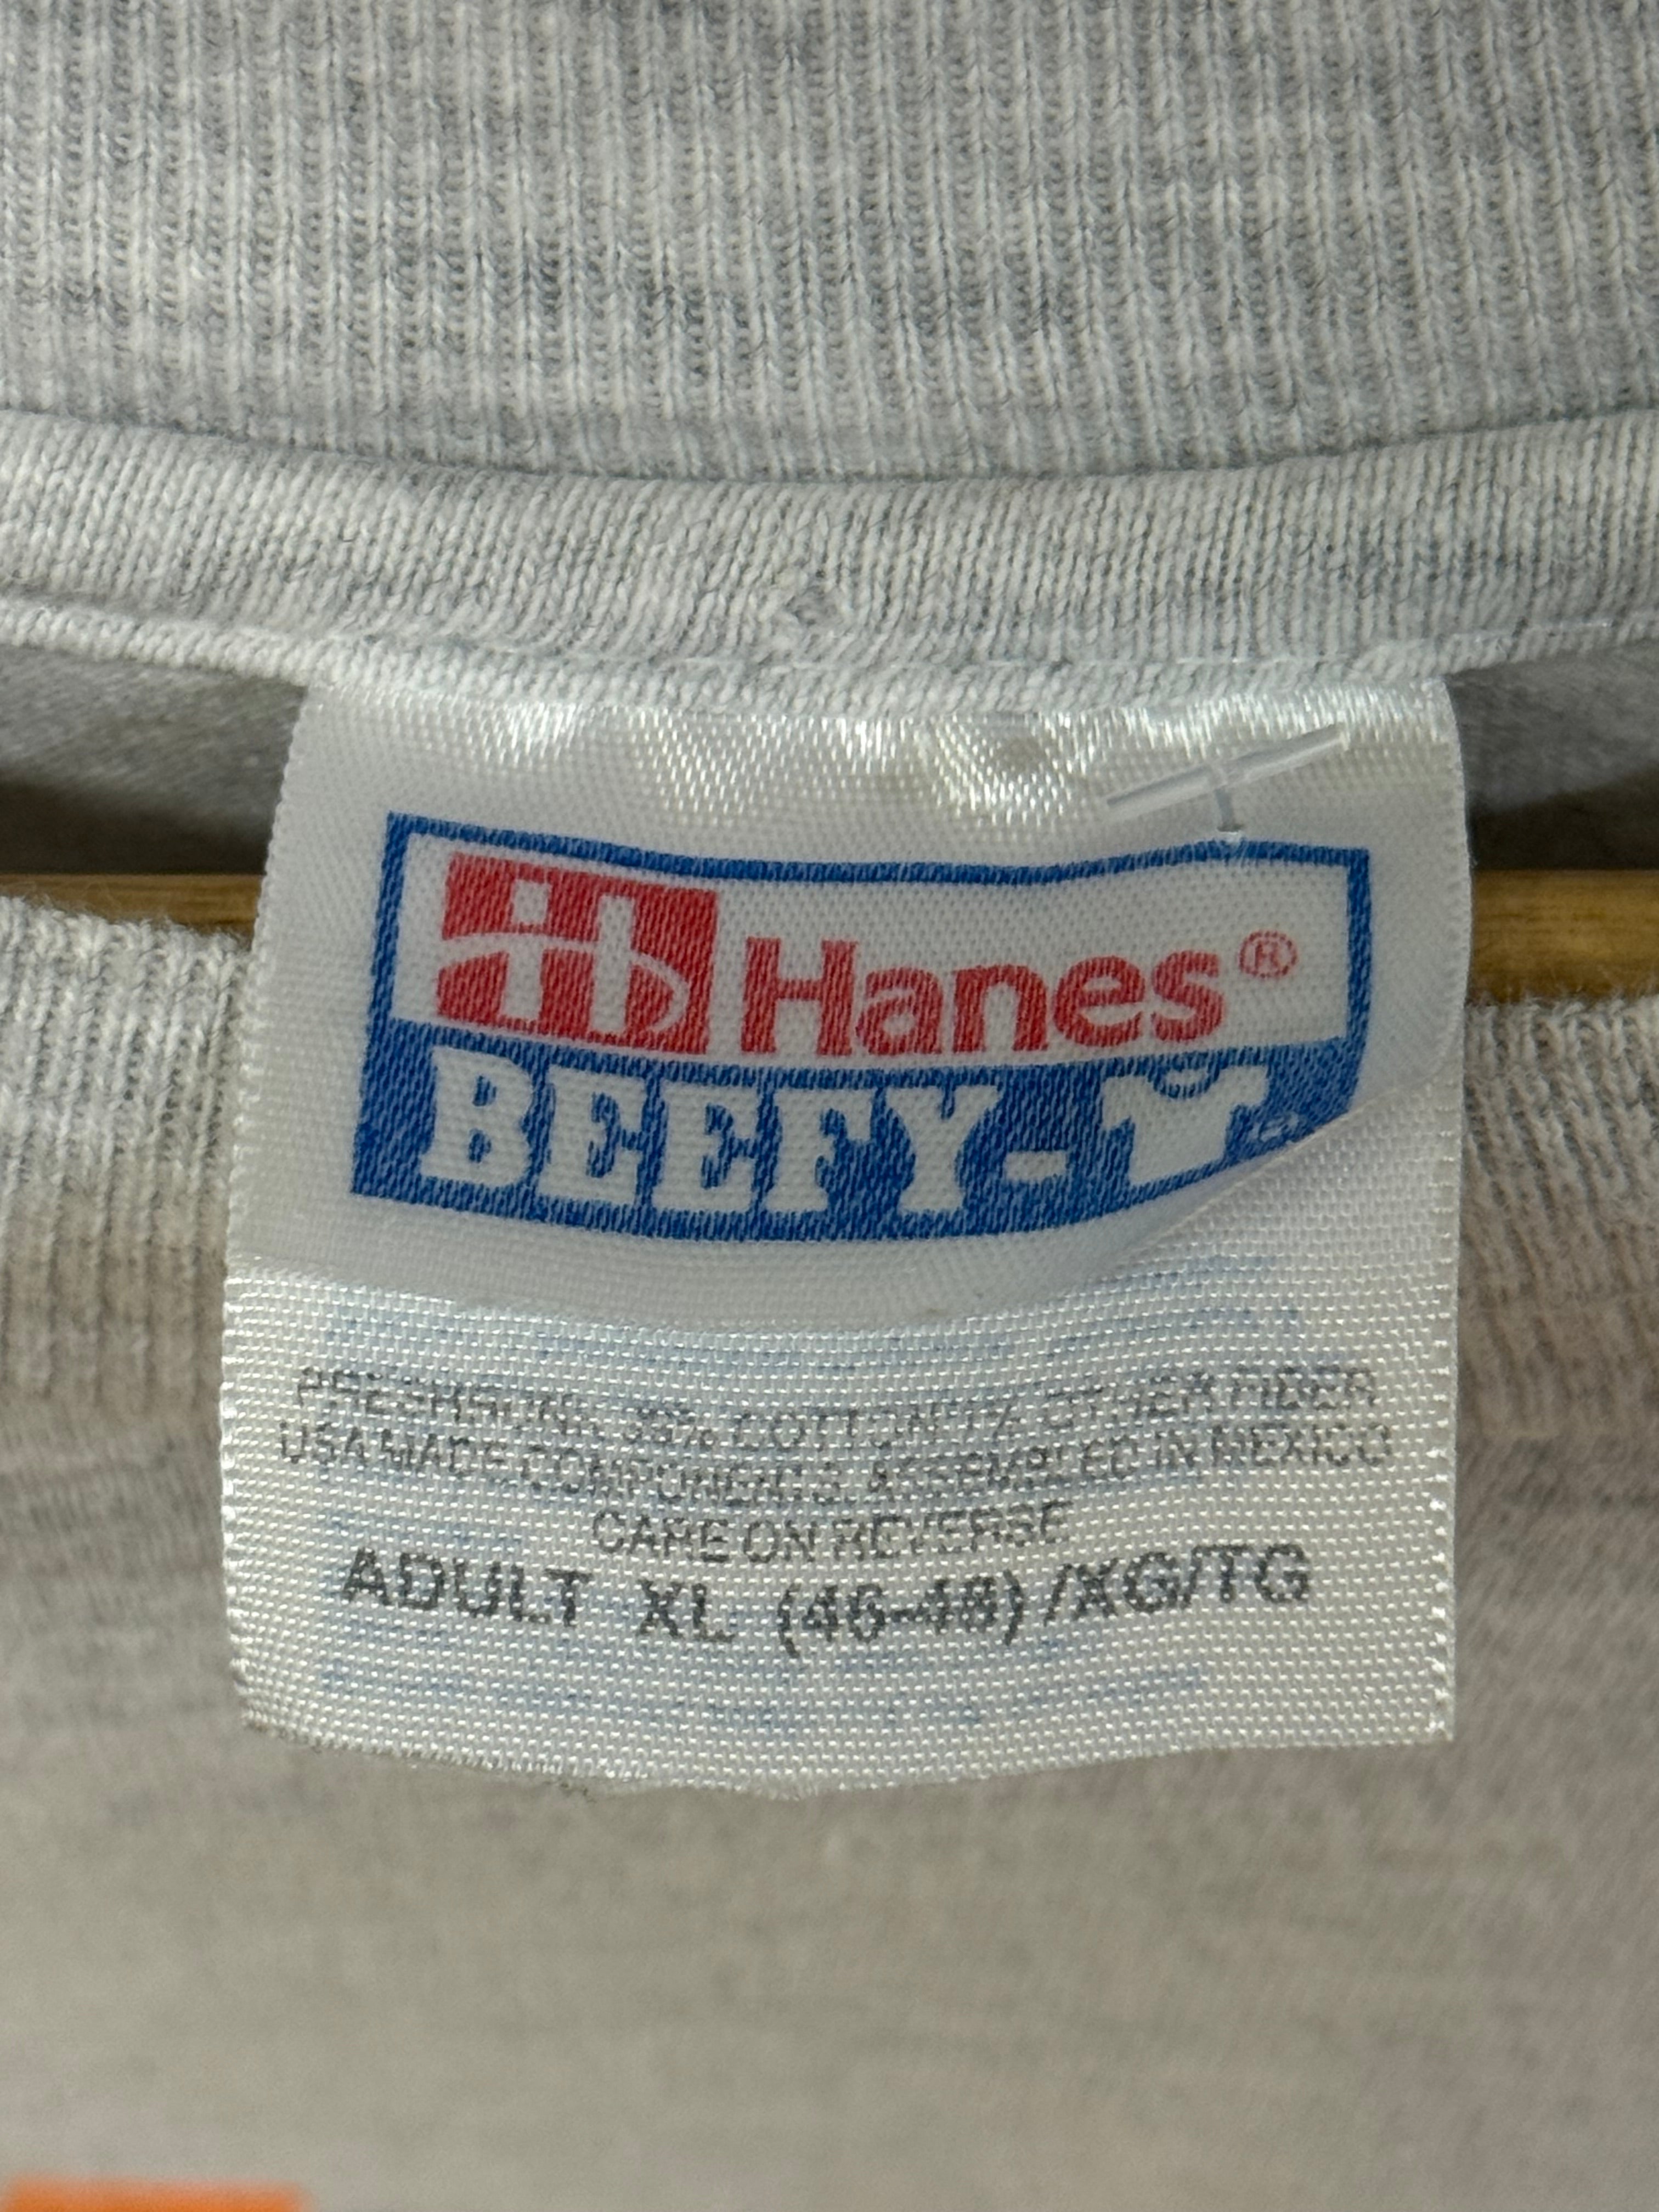 Hanes®
BEEFY-T®
PRESHRUNK 99% COTTON 1% OTHER FIBER
USA MADE COMPONENTS. ASSEMBLED IN MEXICO
CARE ON REVERSE
ADULT XL (46-48)/XG/TG